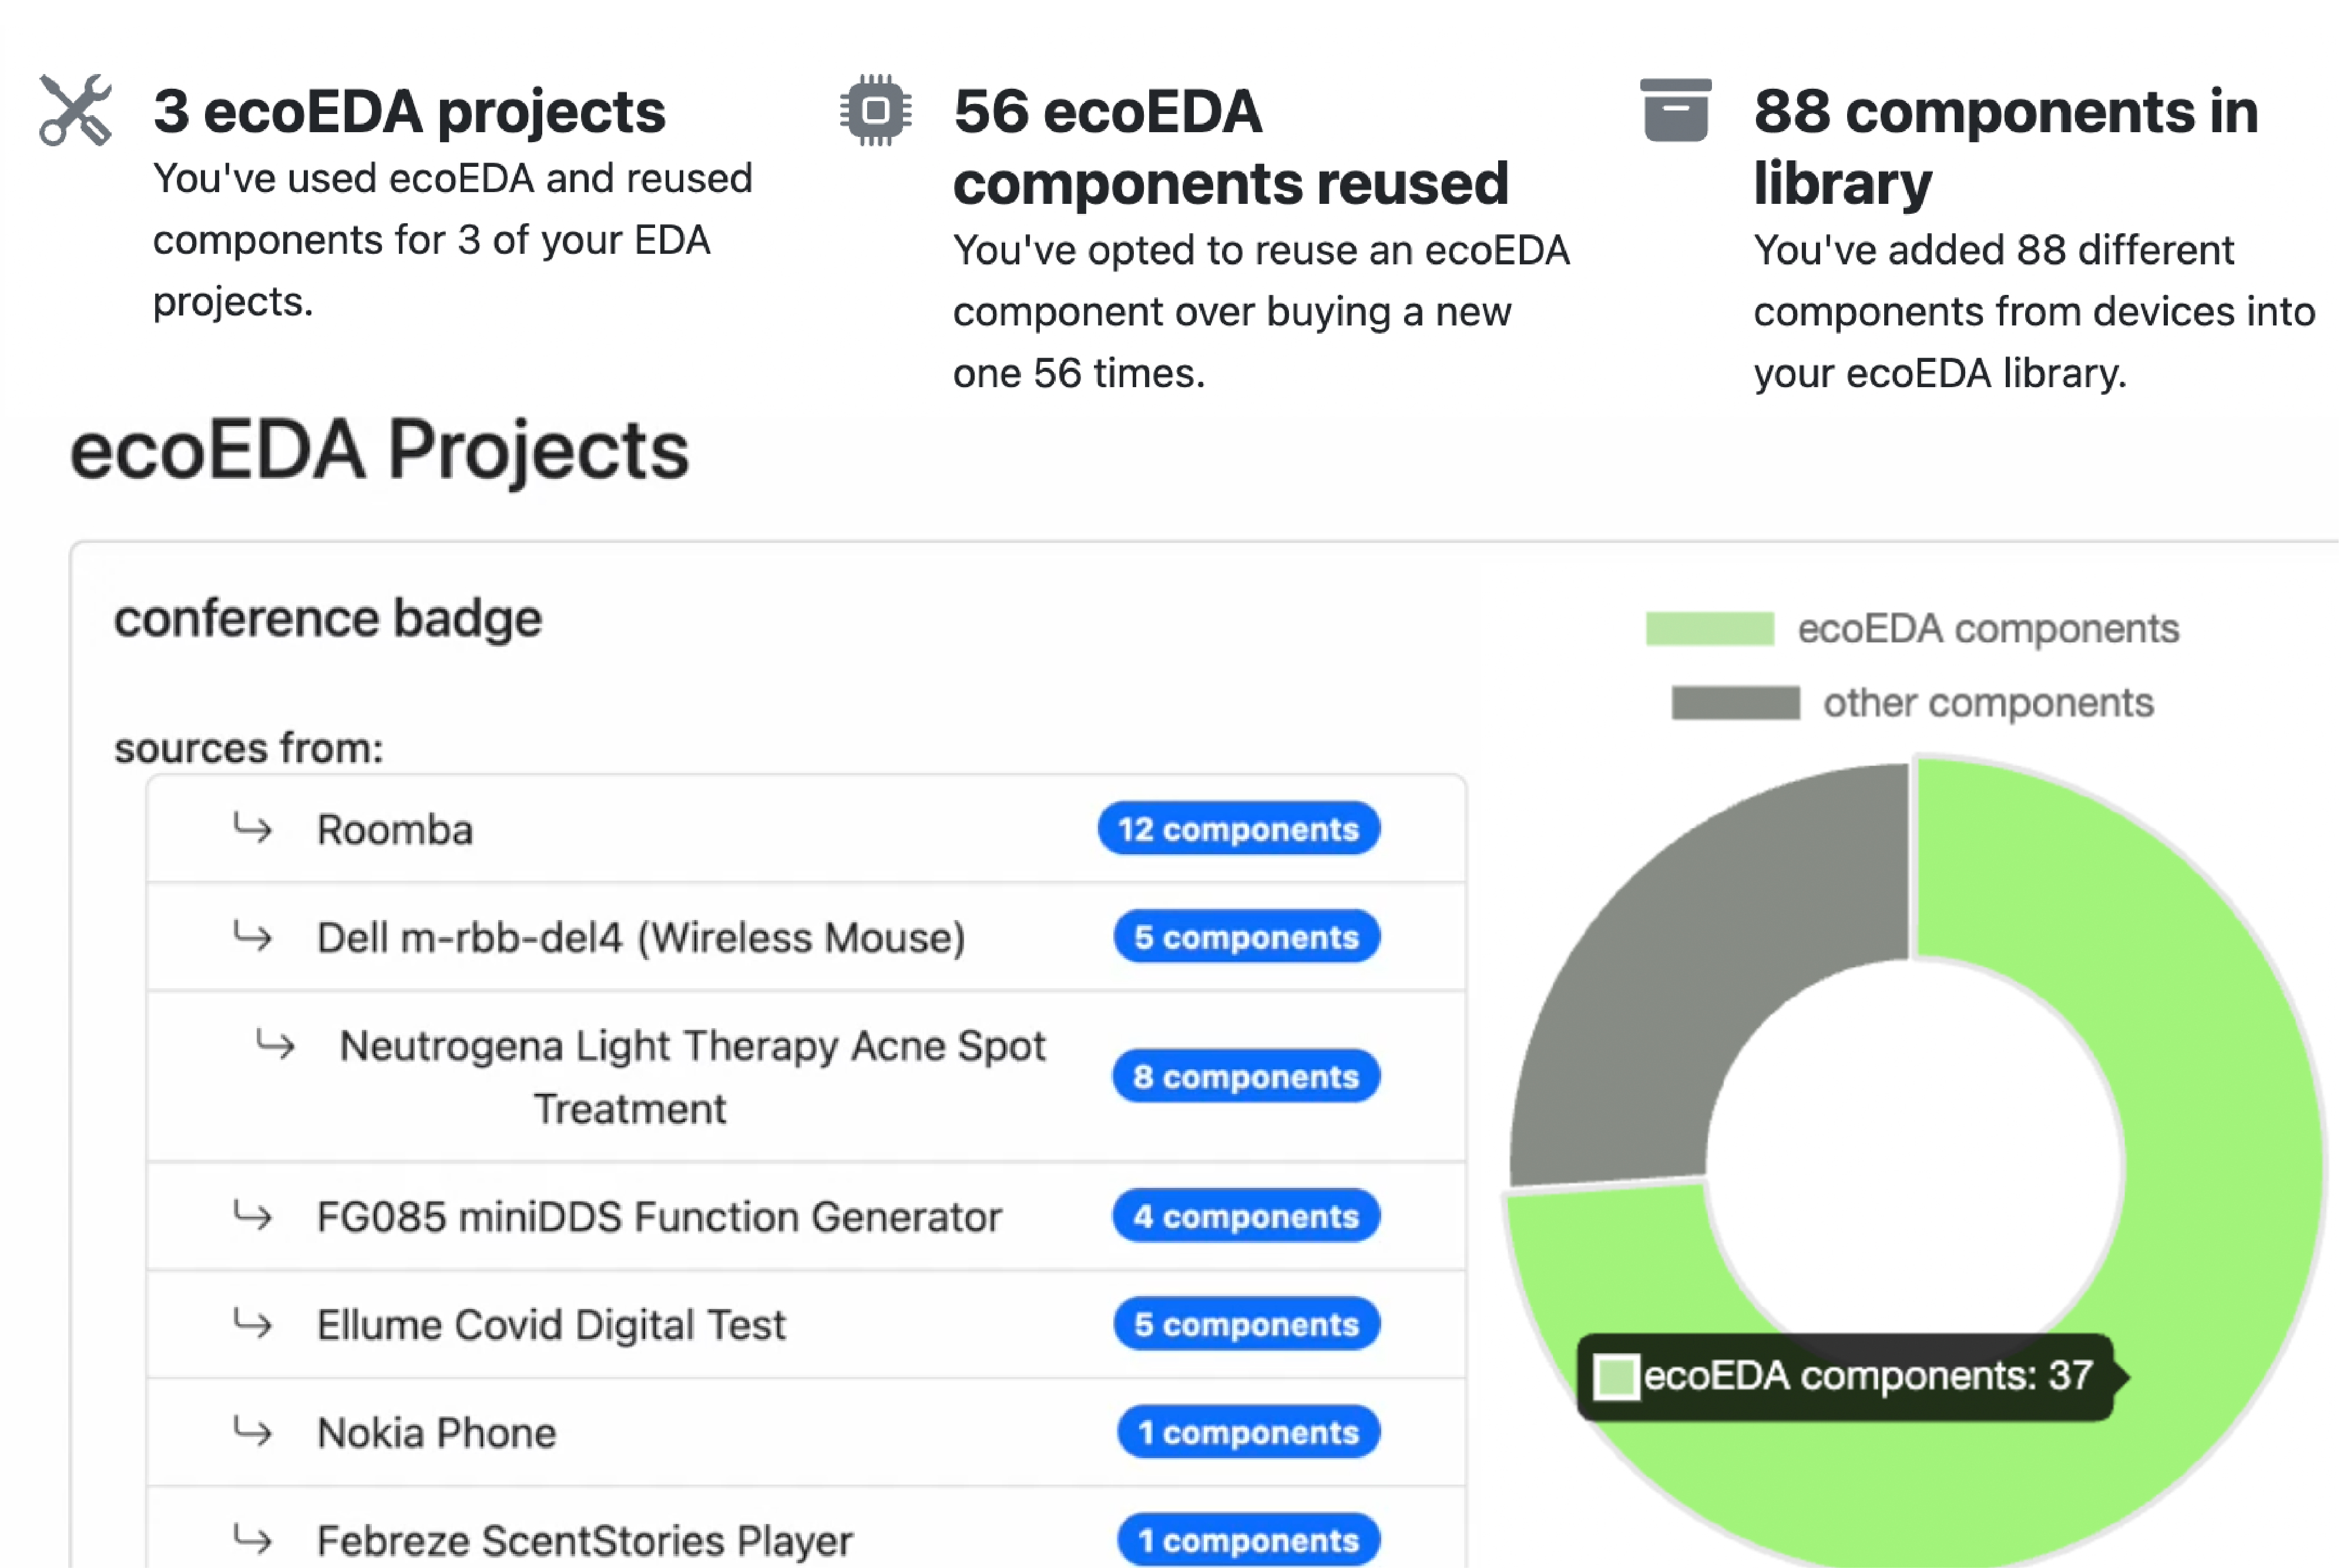 3 ecoEDA projects
You've used ecoEDA and reused
components for 3 of your EDA
projects.
56 ecoEDA
components reused
You've opted to reuse an ecoEDA
component over buying a new
one 56 times.
88 components in
library
You've added 88 different
components from devices into
your ecoEDA library.
ecoEDA Projects
conference badge
sources from:
Roomba 12 components
Dell m-rbb-del4 (Wireless Mouse) 5 components
Neutrogena Light Therapy Acne Spot
Treatment
8 components
FG085 miniDDS Function Generator 4 components
Ellume Covid Digital Test 5 components
Nokia Phone 1 components
Febreze ScentStories Player 1 components
ecoEDA components
other components
ecoEDA components: 37